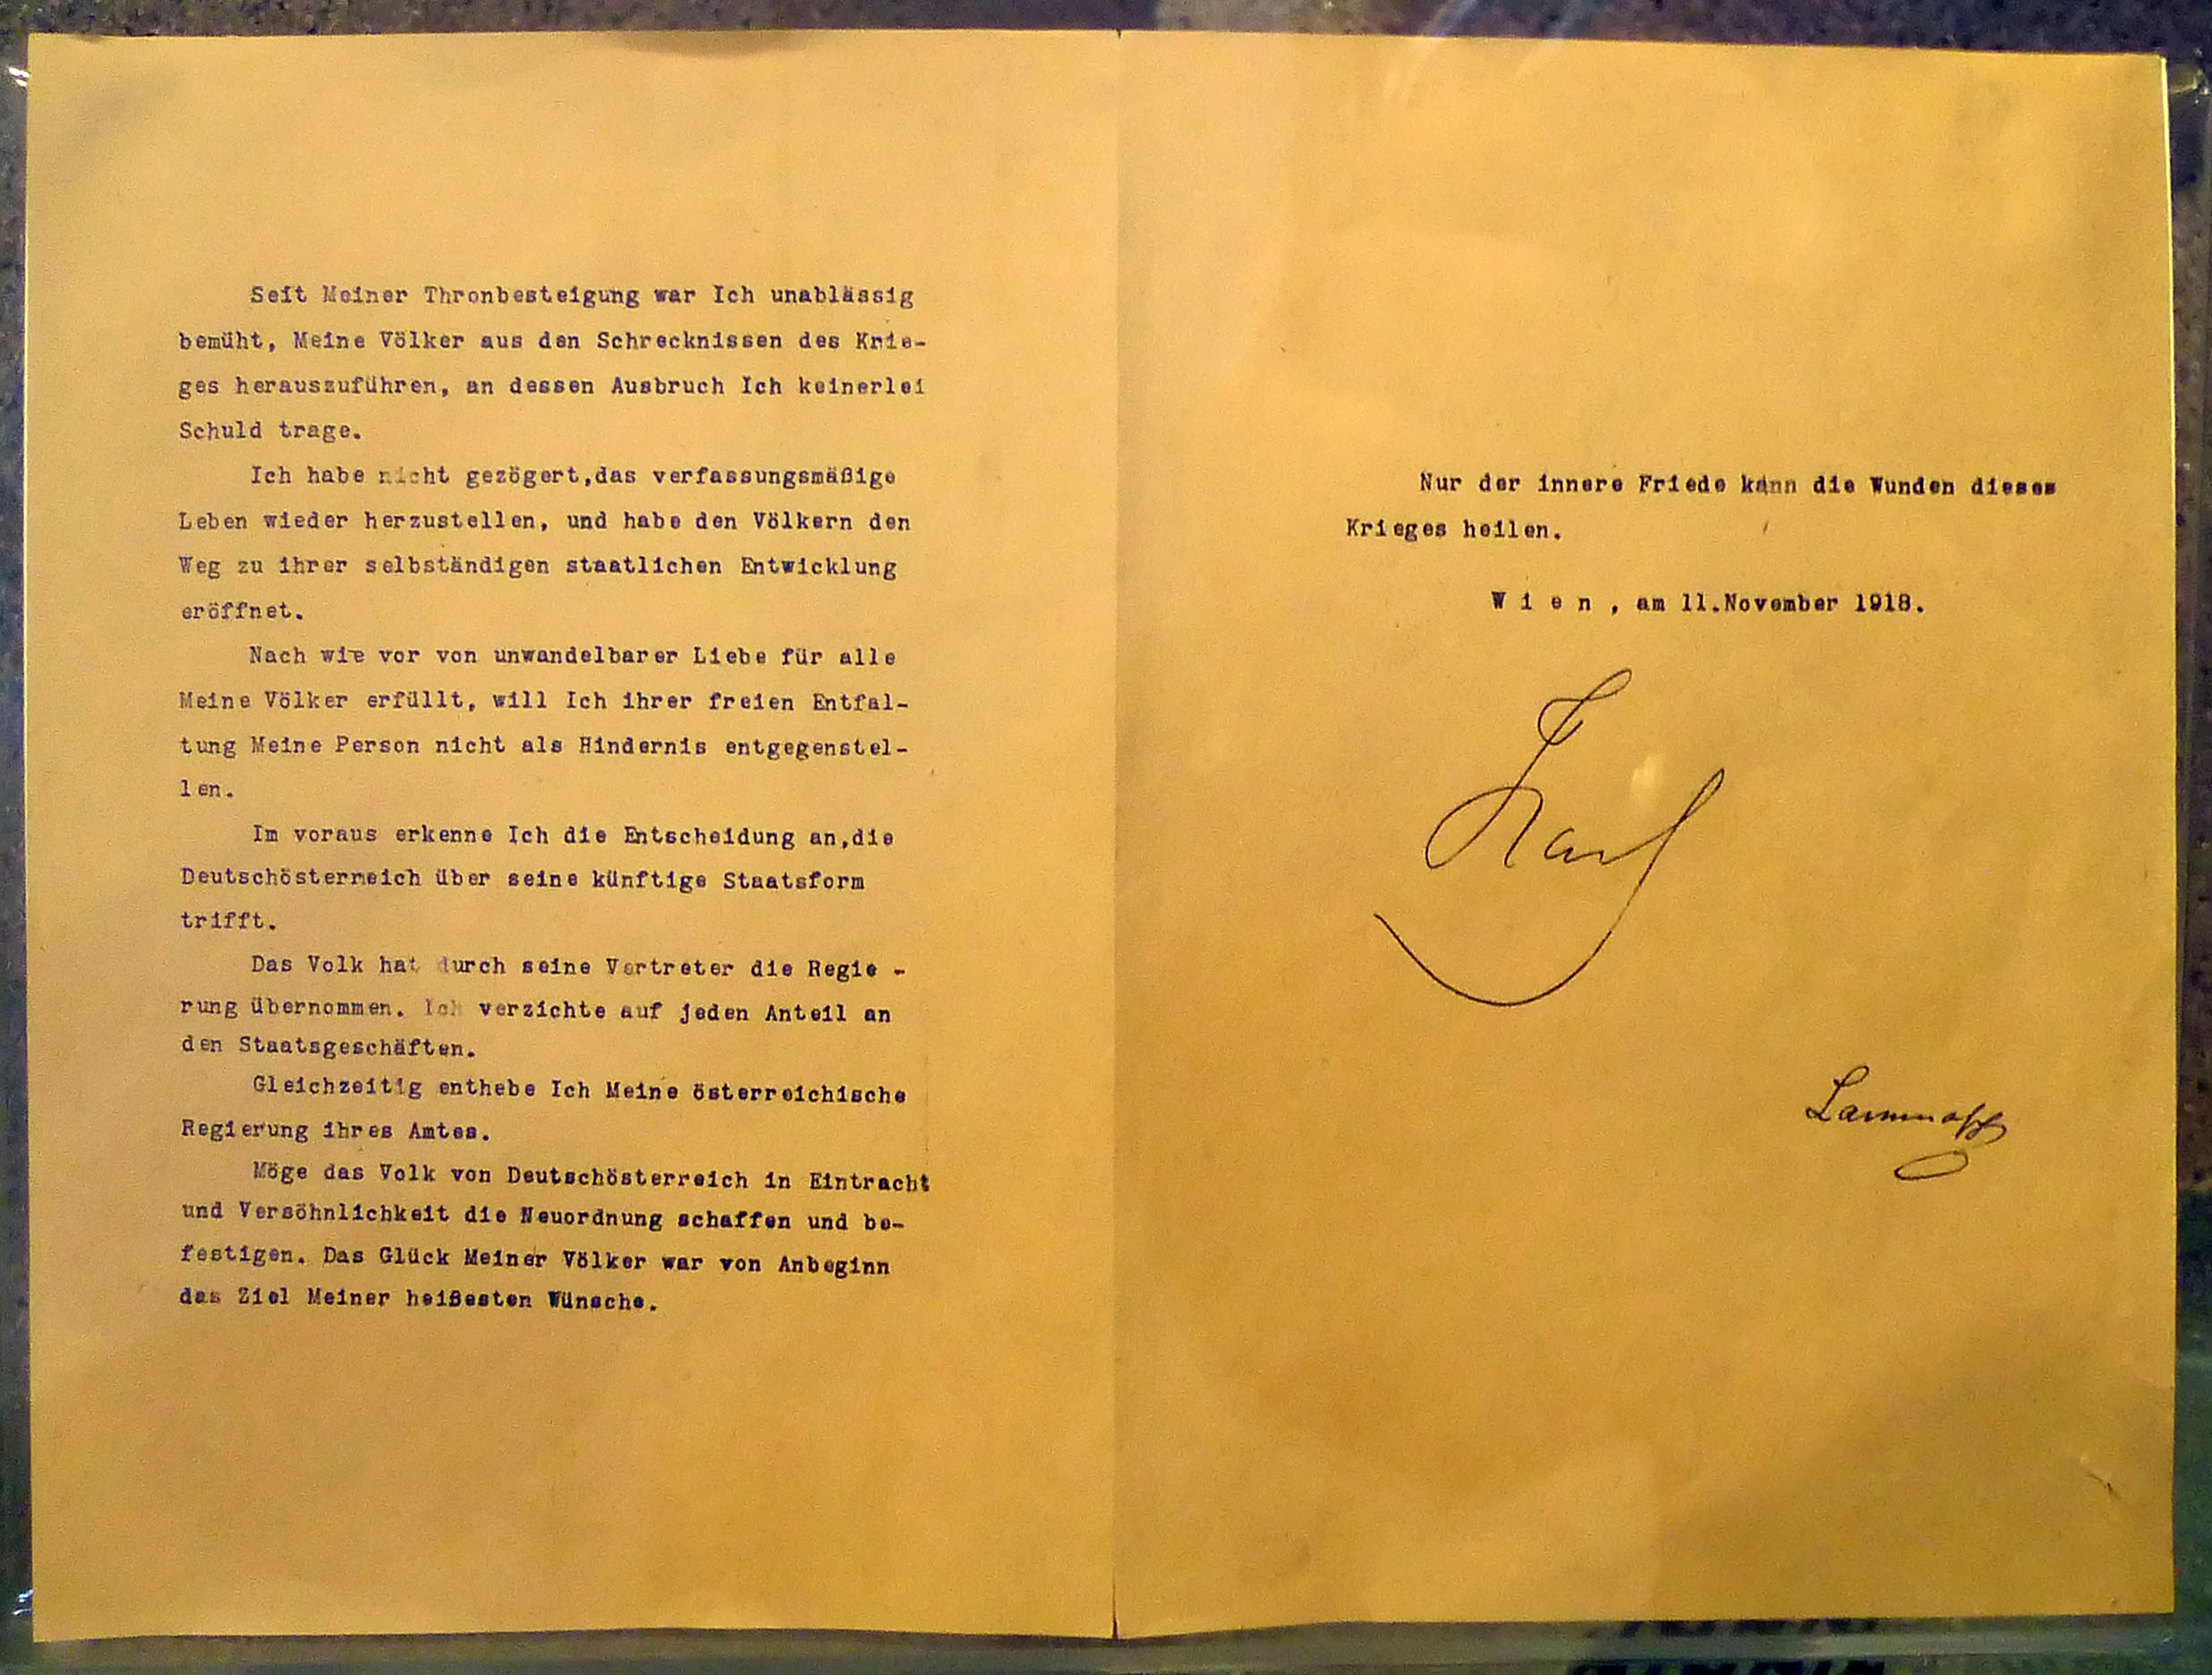 Seit Meiner Thronbesteigung war Ich unablässig
bemüht, Meine Völker aus den Schrecknissen des Krie-
ges herauszuführen, an dessen Ausbruch Ich keinerlei
Schuld trage.
Ich habe nicht gezögert,das verfassungsmäßige
Leben wieder herzustellen, und habe den Völkern den
Weg zu ihrer selbständigen staatlichen Entwicklung
eröffnet.
Nach wie vor von unwandelbarer Liebe für alle
Meine Völker erfüllt, will Ich ihrer freien Entfal-
tung Meine Person nicht als Hindernis entgegenstel-
len.
Im voraus erkenne Ich die Entscheidung an,die
Deutschösterreich über seine künftige Staatsform
trifft.
Das Volk hat durch seine Vertreter die Regie -
rung übernommen. Ich verzichte auf jeden Anteil an
den Staatsgeschäften.
Gleichzeitig enthebe Ich Meine österreichische
Regierung ihres Amtes.
Möge das Volk von Deutschösterreich in Eintracht
und Versöhnlichkeit die Neuordnung schaffen und be-
festigen. Das Glück Meiner Völker war von Anbeginn
das Ziel Meiner heißesten Wünsche.
Nur der innere Friede kann die Wunden dieses
Krieges heilen.
W i e n , am 11.November 1918.
Karl
Lammasch